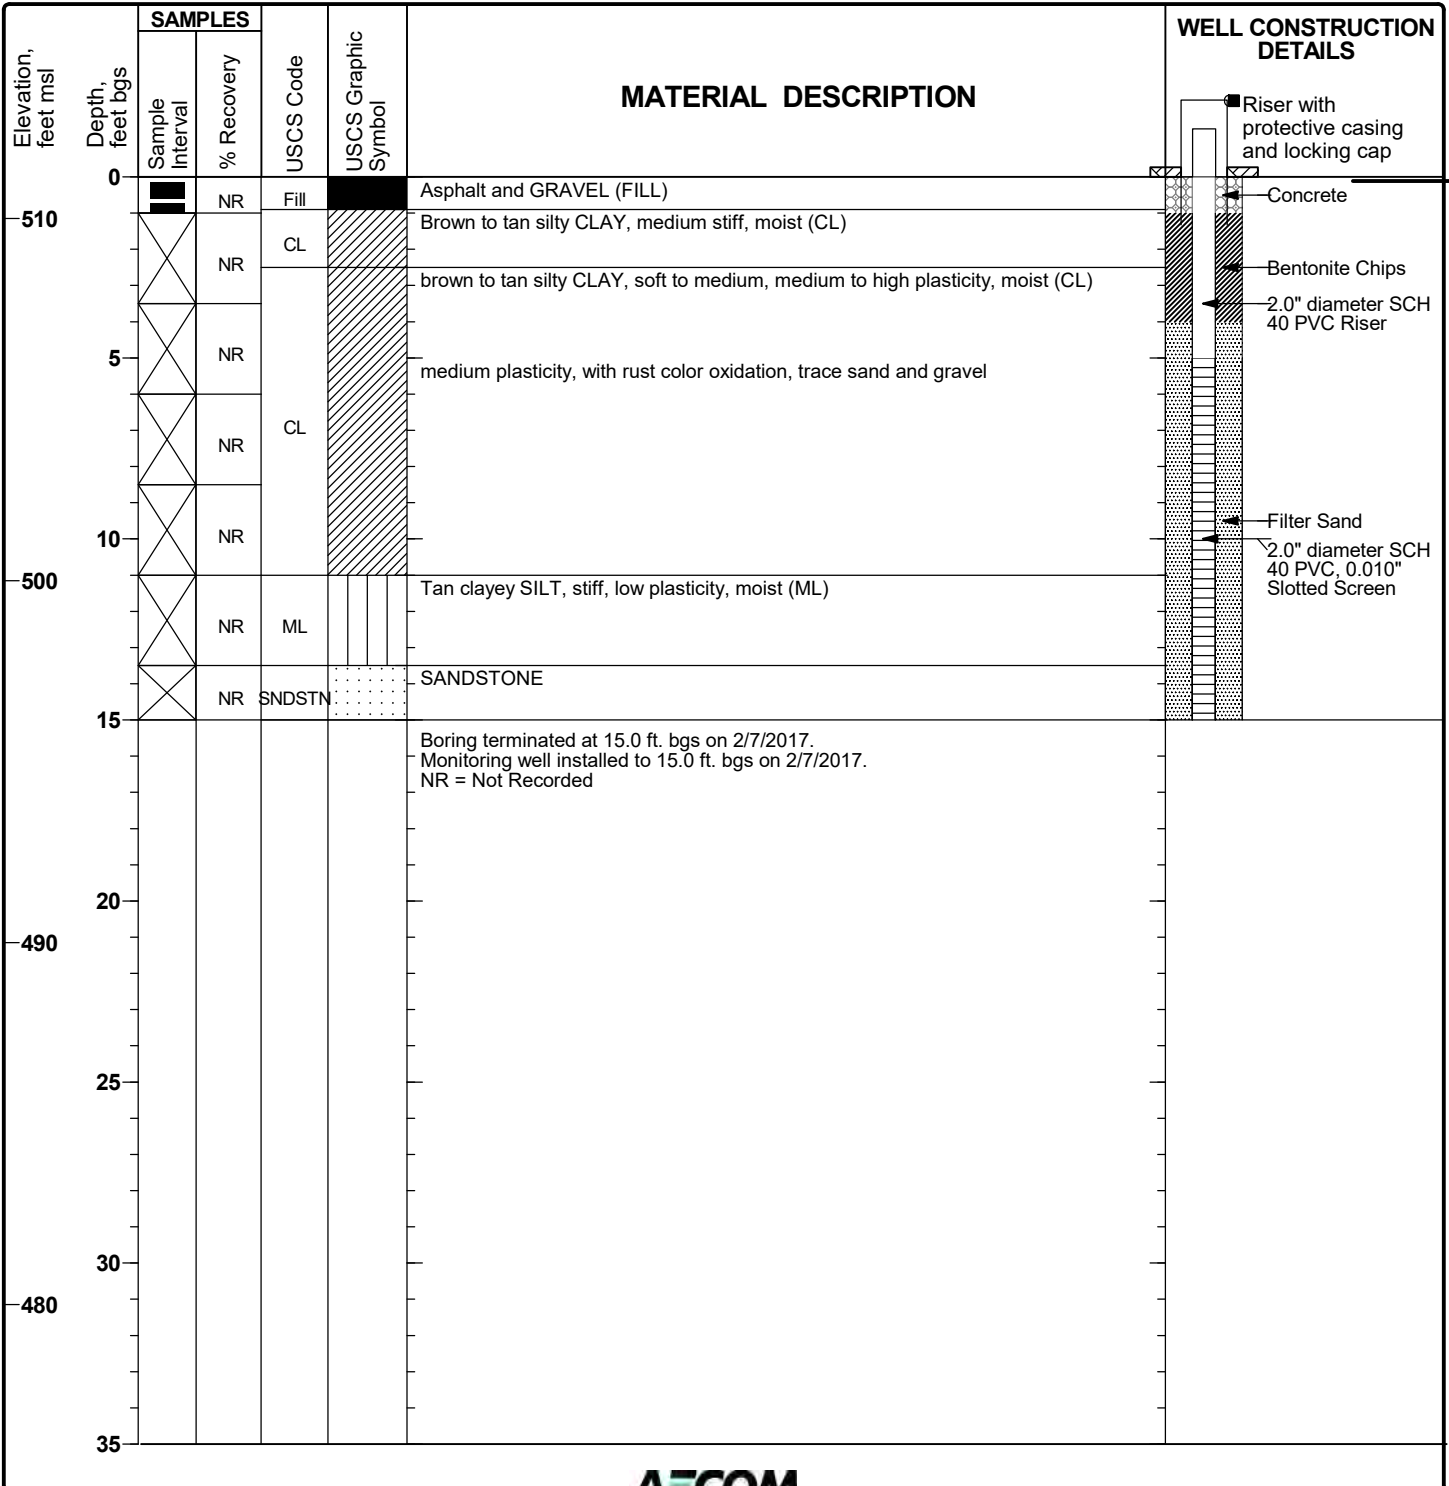 SAMPLES
Elevation,
feet msl
Depth,
feet bgs
Sample
Interval
% Recovery
USCS Code
USCS Graphic
Symbol
MATERIAL DESCRIPTION
WELL CONSTRUCTION
DETAILS
Riser with
protective casing
and locking cap
0
NR
Fill
Asphalt and GRAVEL (FILL)
Concrete
510
Brown to tan silty CLAY, medium stiff, moist (CL)
CL
NR
brown to tan silty CLAY, soft to medium, medium to high plasticity, moist (CL)
Bentonite Chips
2.0" diameter SCH
40 PVC Riser
5
NR
medium plasticity, with rust color oxidation, trace sand and gravel
CL
NR
10
NR
Filter Sand
2.0" diameter SCH
40 PVC, 0.010"
Slotted Screen
500
Tan clayey SILT, stiff, low plasticity, moist (ML)
NR
ML
SANDSTONE
NR
SNDSTN
15
Boring terminated at 15.0 ft. bgs on 2/7/2017.
Monitoring well installed to 15.0 ft. bgs on 2/7/2017.
NR = Not Recorded
20
490
25
30
480
35
AECOM